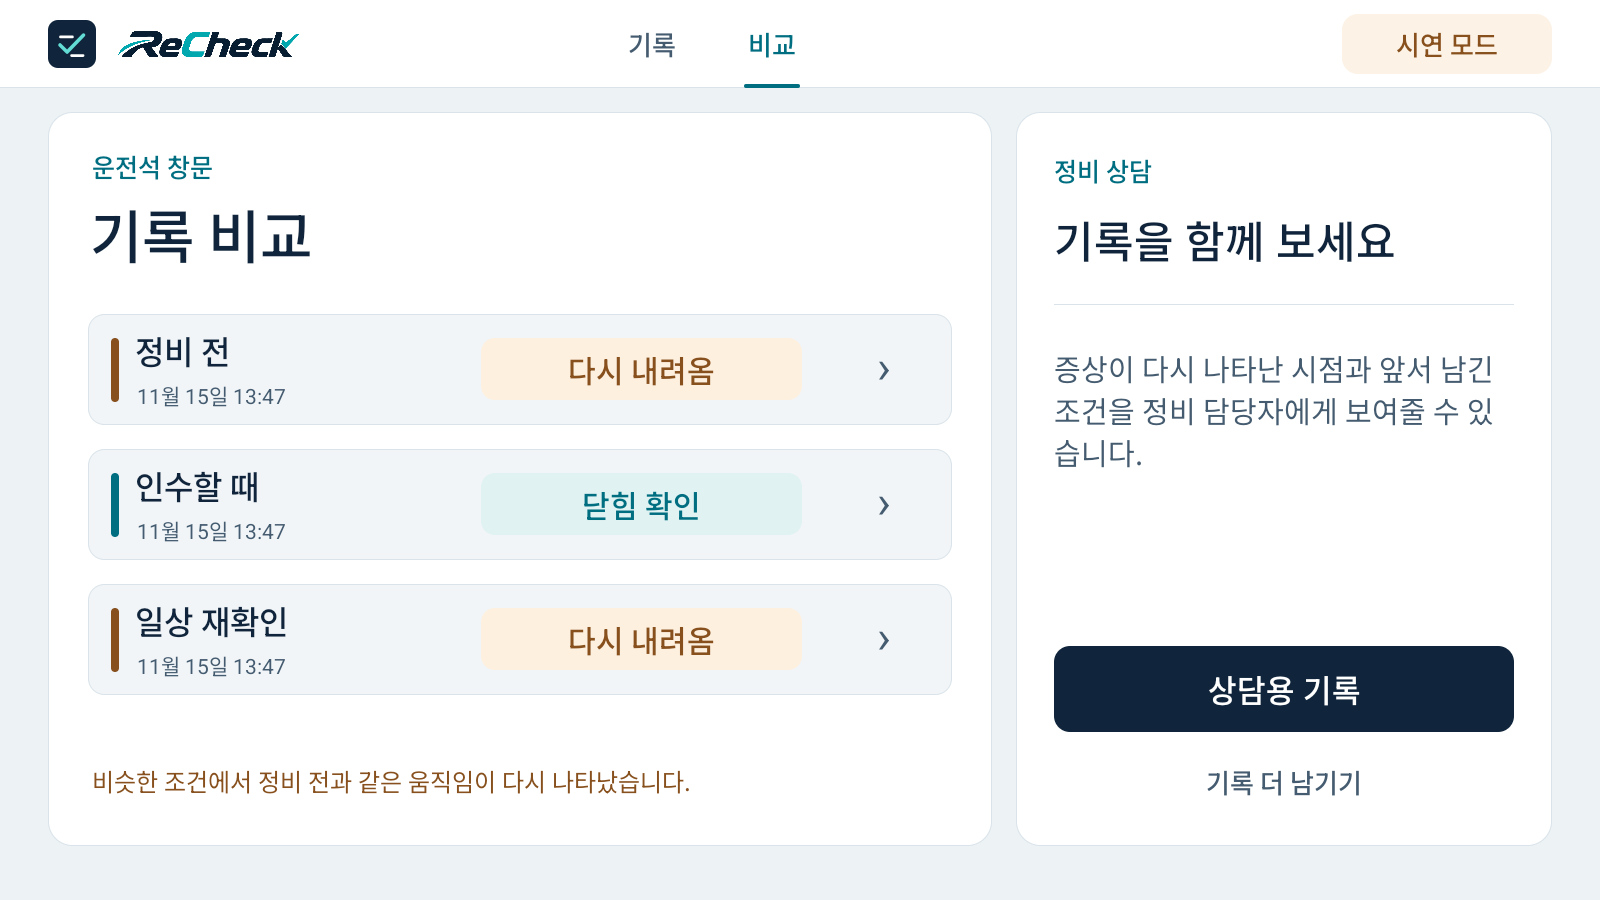 ReCheck
기록
비교
시연 모드
운전석 창문
기록 비교
정비 전
11월 15일 13:47
다시 내려옴
인수할 때
11월 15일 13:47
닫힘 확인
일상 재확인
11월 15일 13:47
다시 내려옴
비슷한 조건에서 정비 전과 같은 움직임이 다시 나타났습니다.
정비 상담
기록을 함께 보세요
증상이 다시 나타난 시점과 앞서 남긴
조건을 정비 담당자에게 보여줄 수 있
습니다.
상담용 기록
기록 더 남기기